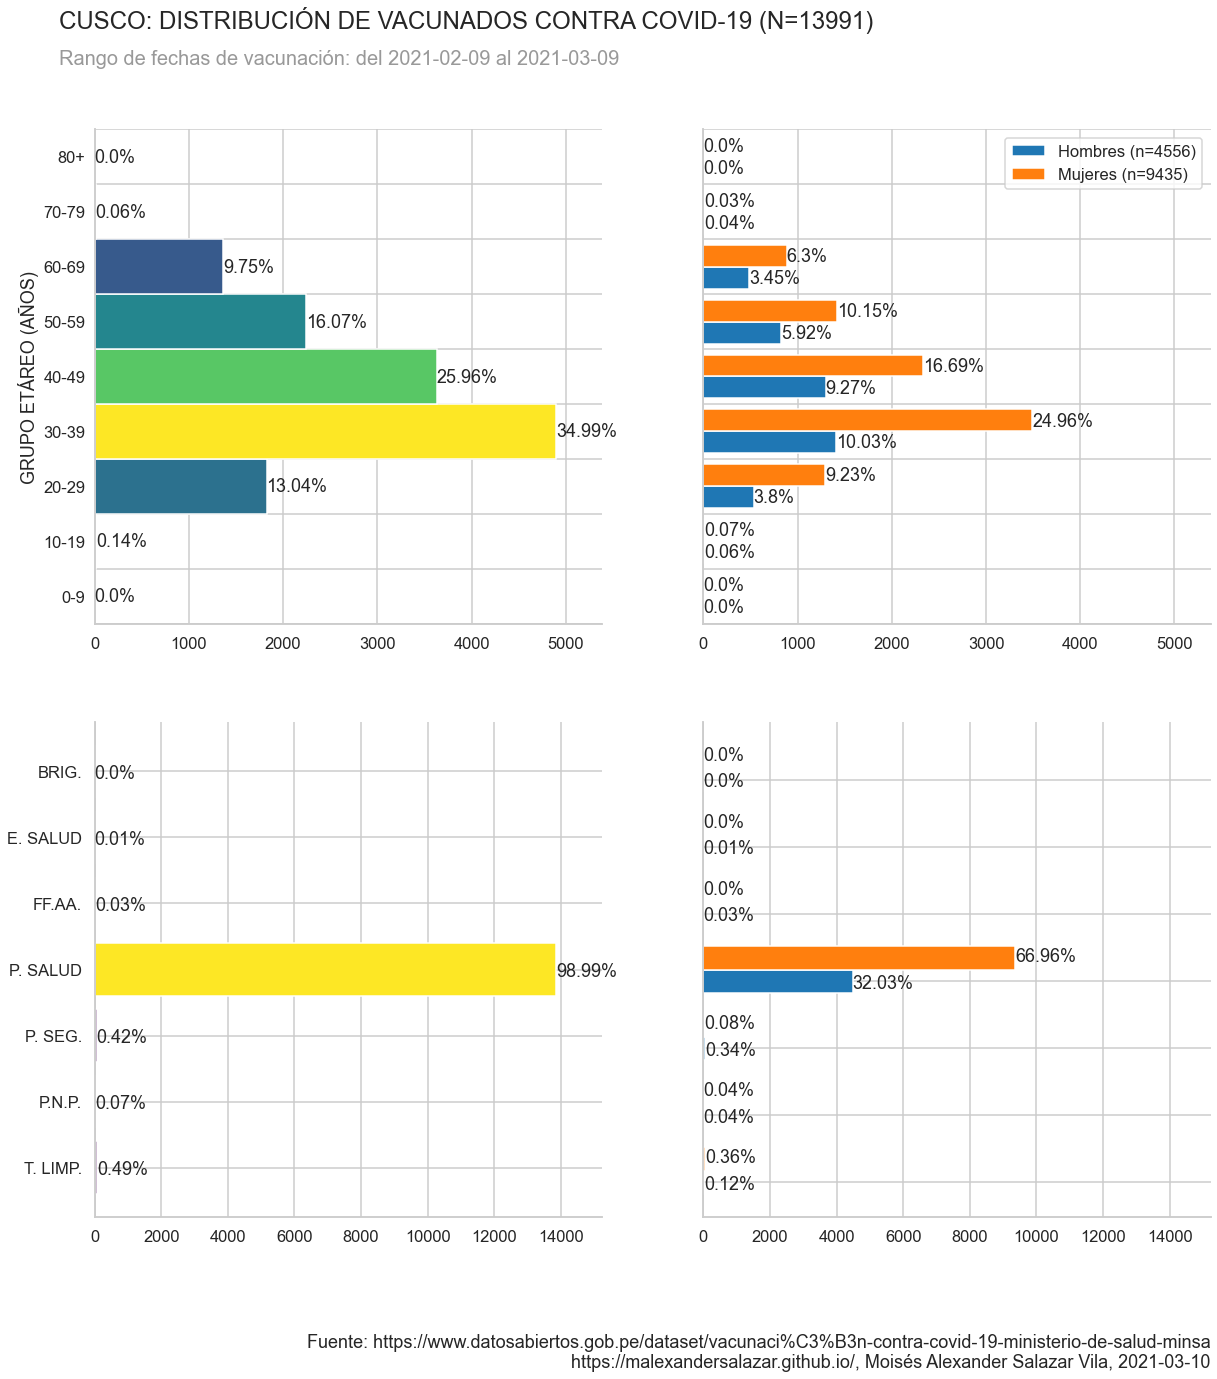 CUSCO: DISTRIBUCIÓN DE VACUNADOS CONTRA COVID-19 (N=13991)
Rango de fechas de vacunación: del 2021-02-09 al 2021-03-09
GRUPO ETÁREO (AÑOS)
80+ 0.0%
70-79 0.06%
60-69 9.75%
50-59 16.07%
40-49 25.96%
30-39 34.99%
20-29 13.04%
10-19 0.14%
0-9 0.0%
0 1000 2000 3000 4000 5000
Hombres (n=4556)
Mujeres (n=9435)
0.0%
0.0%
0.03%
0.04%
6.3%
3.45%
10.15%
5.92%
16.69%
9.27%
24.96%
10.03%
9.23%
3.8%
0.07%
0.06%
0.0%
0.0%
0 1000 2000 3000 4000 5000
BRIG. 0.0%
E. SALUD 0.01%
FF.AA. 0.03%
P. SALUD 98.99%
P. SEG. 0.42%
P.N.P. 0.07%
T. LIMP. 0.49%
0 2000 4000 6000 8000 10000 12000 14000
0.0%
0.0%
0.0%
0.01%
0.0%
0.03%
66.96%
32.03%
0.08%
0.34%
0.04%
0.04%
0.36%
0.12%
0 2000 4000 6000 8000 10000 12000 14000
Fuente: https://www.datosabiertos.gob.pe/dataset/vacunaci%C3%B3n-contra-covid-19-ministerio-de-salud-minsa
https://malexandersalazar.github.io/, Moisés Alexander Salazar Vila, 2021-03-10